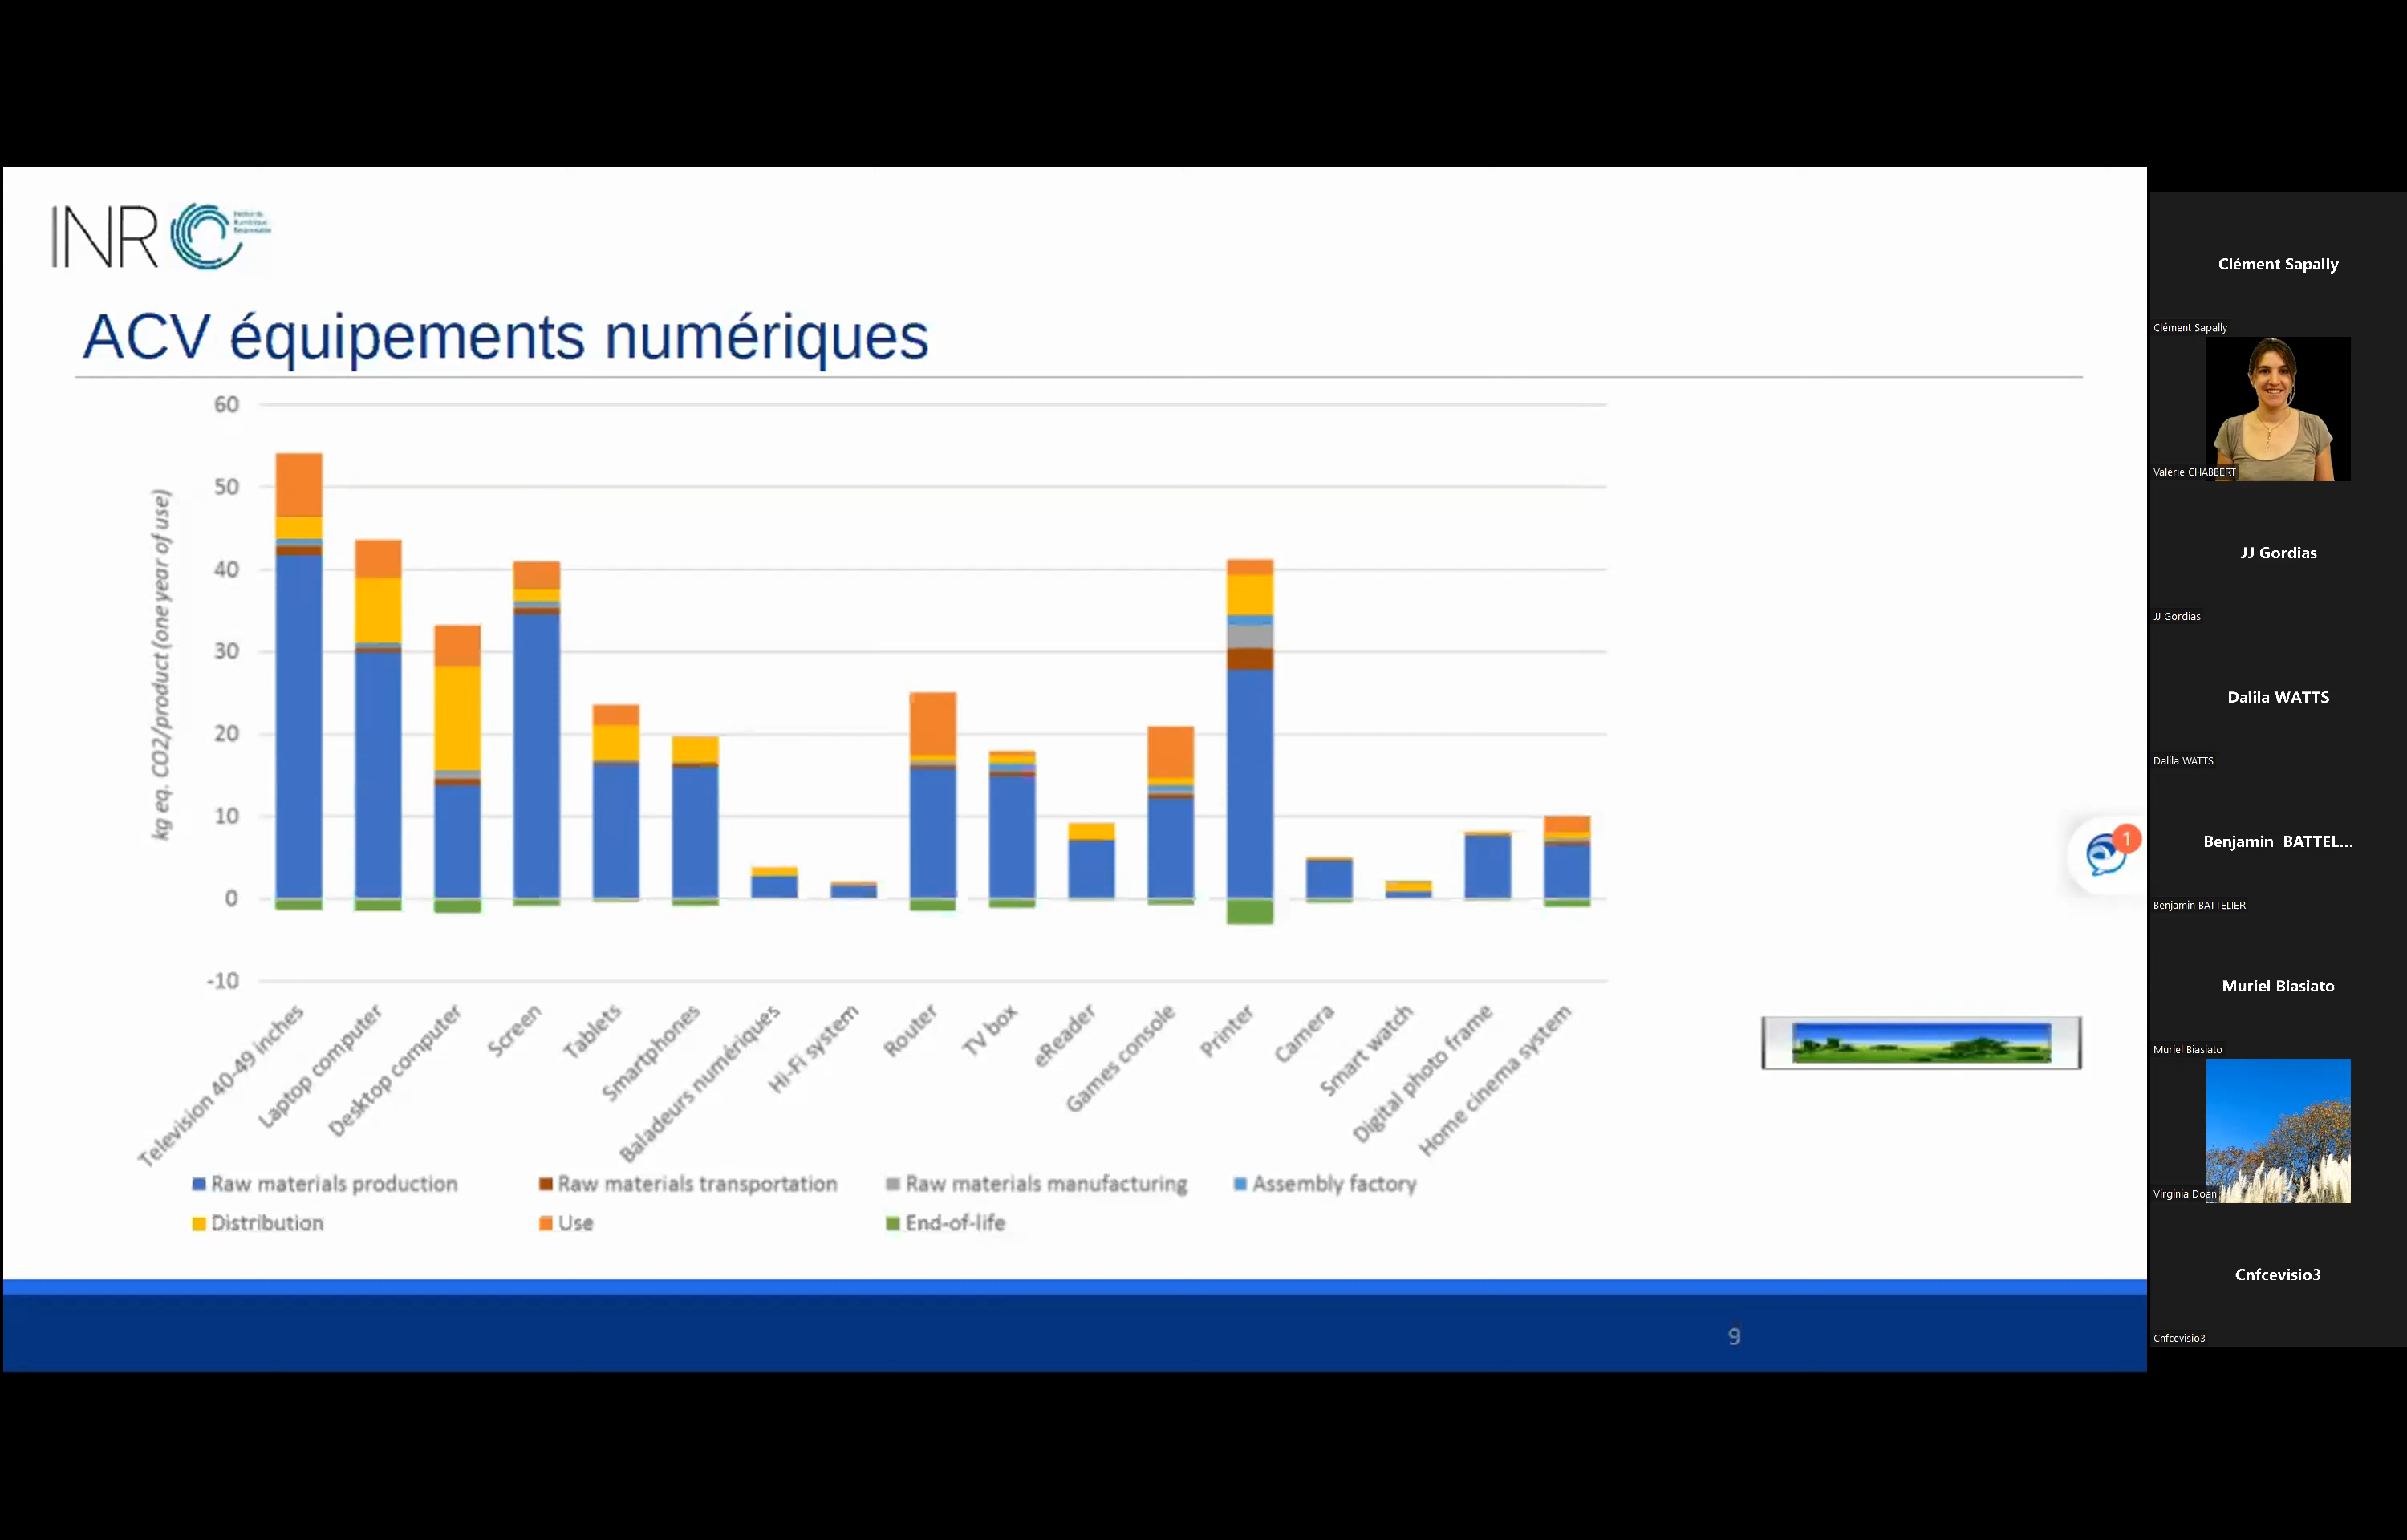 INR
Institut du
Numérique
Responsable
ACV équipements numériques
kg eq. CO2/product (one year of use)
60
50
40
30
20
10
0
-10
Television 40-49 inches
Laptop computer
Desktop computer
Screen
Tablets
Smartphones
Baladeurs numériques
Hi-Fi system
Router
TV box
eReader
Games console
Printer
Camera
Smart watch
Digital photo frame
Home cinema system
Raw materials production
Raw materials transportation
Raw materials manufacturing
Assembly factory
Distribution
Use
End-of-life
9
1
Clément Sapally
Clément Sapally
Valérie CHABBERT
JJ Gordias
JJ Gordias
Dalila WATTS
Dalila WATTS
Benjamin BATTEL...
Benjamin BATTELIER
Muriel Biasiato
Muriel Biasiato
Virginia Doan
Cnfcevisio3
Cnfcevisio3